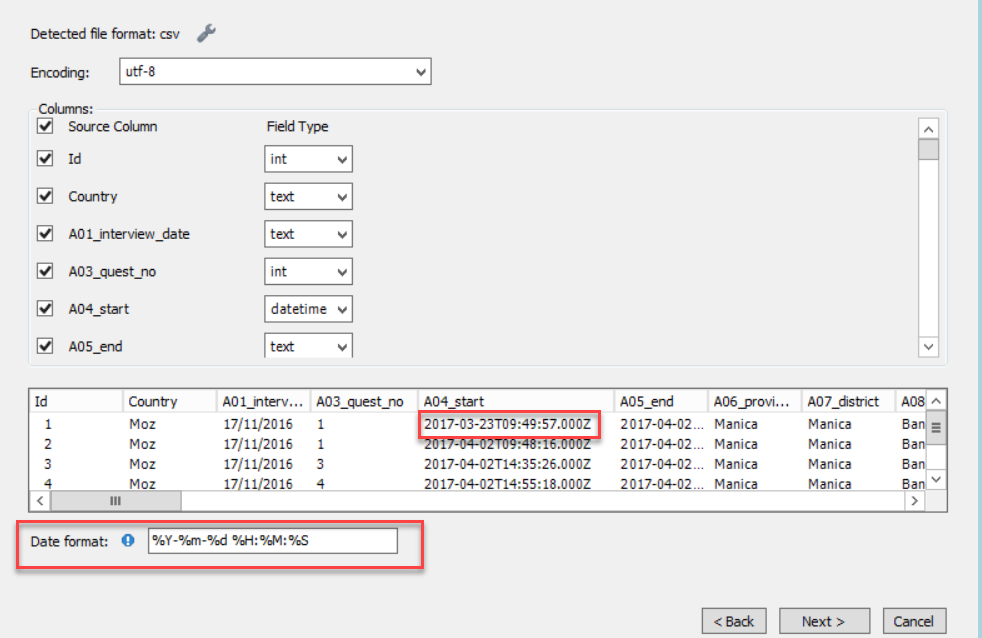 Detected file format: csv
Encoding: utf-8
Columns:
Source Column Field Type
Id int
Country text
A01_interview_date text
A03_quest_no int
A04_start datetime
A05_end text
Id Country A01_interv... A03_quest_no A04_start A05_end A06_provi... A07_district A08
1 Moz 17/11/2016 1 2017-03-23T09:49:57.000Z 2017-04-02... Manica Manica Ban
2 Moz 17/11/2016 1 2017-04-02T09:48:16.000Z 2017-04-02... Manica Manica Ban
3 Moz 17/11/2016 3 2017-04-02T14:35:26.000Z 2017-04-02... Manica Manica Ban
4 Moz 17/11/2016 4 2017-04-02T14:55:18.000Z 2017-04-02... Manica Manica Ban
Date format: %Y-%m-%d %H:%M:%S
< Back Next > Cancel